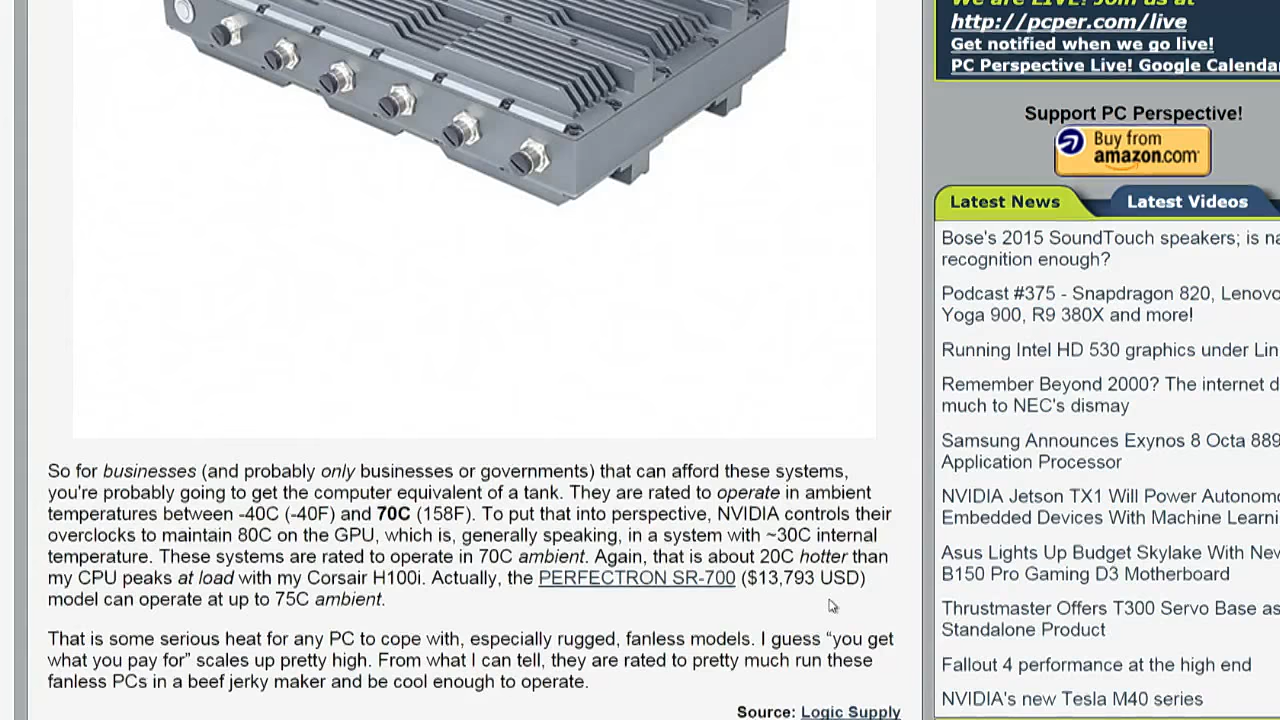 We are LIVE! Join us at
http://pcper.com/live
Get notified when we go live!
PC Perspective Live! Google Calenda
Support PC Perspective!
Buy from
amazon.com
Latest News
Latest Videos
Bose's 2015 SoundTouch speakers; is na
recognition enough?
Podcast #375 - Snapdragon 820, Lenovo
Yoga 900, R9 380X and more!
Running Intel HD 530 graphics under Lin
Remember Beyond 2000? The internet d
much to NEC's dismay
Samsung Announces Exynos 8 Octa 889
Application Processor
NVIDIA Jetson TX1 Will Power Autonomo
Embedded Devices With Machine Learni
Asus Lights Up Budget Skylake With New
B150 Pro Gaming D3 Motherboard
Thrustmaster Offers T300 Servo Base as
Standalone Product
Fallout 4 performance at the high end
NVIDIA's new Tesla M40 series
So for businesses (and probably only businesses or governments) that can afford these systems,
you're probably going to get the computer equivalent of a tank. They are rated to operate in ambient
temperatures between -40C (-40F) and 70C (158F). To put that into perspective, NVIDIA controls their
overclocks to maintain 80C on the GPU, which is, generally speaking, in a system with ~30C internal
temperature. These systems are rated to operate in 70C ambient. Again, that is about 20C hotter than
my CPU peaks at load with my Corsair H100i. Actually, the PERFECTRON SR-700 ($13,793 USD)
model can operate at up to 75C ambient.
That is some serious heat for any PC to cope with, especially rugged, fanless models. I guess “you get
what you pay for” scales up pretty high. From what I can tell, they are rated to pretty much run these
fanless PCs in a beef jerky maker and be cool enough to operate.
Source: Logic Supply